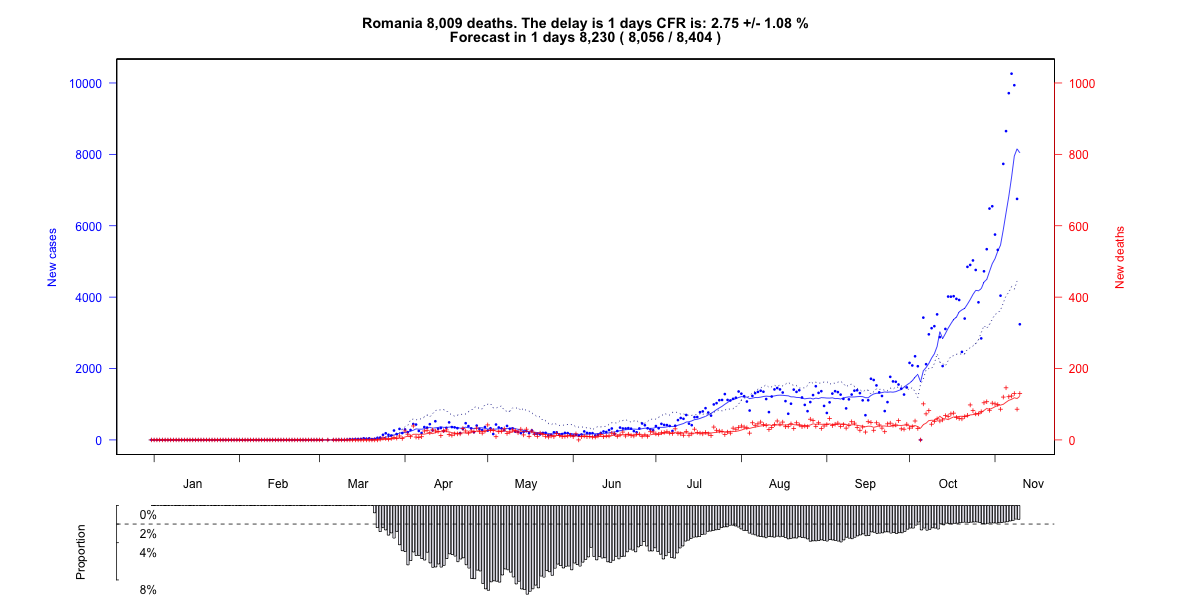 Romania 8,009 deaths. The delay is 1 days CFR is: 2.75 +/- 1.08 %
Forecast in 1 days 8,230 ( 8,056 / 8,404 )
10000
8000
6000
4000
2000
0
New cases
1000
800
600
400
200
0
New deaths
Jan Feb Mar Apr May Jun Jul Aug Sep Oct Nov
Proportion
0%
2%
4%
8%